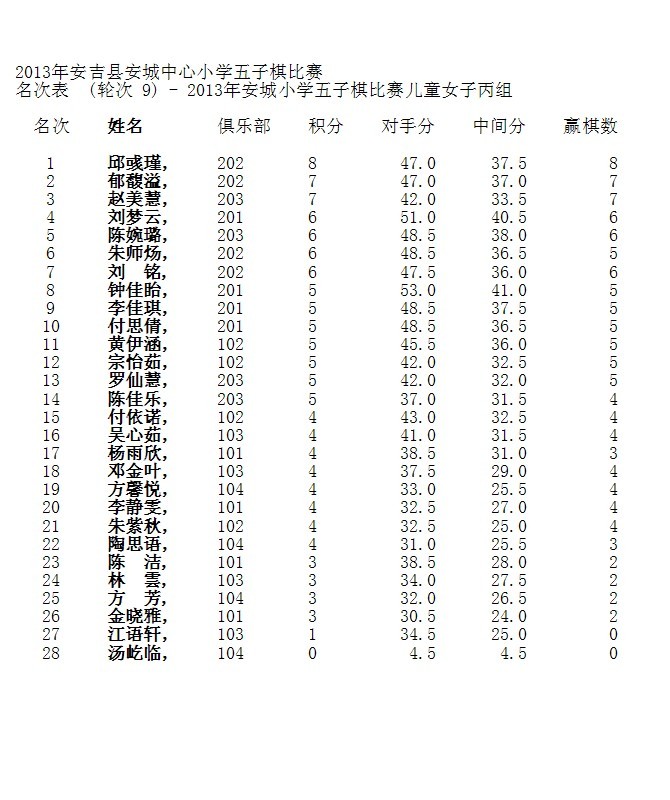 2013年安吉县安城中心小学五子棋比赛
名次表 (轮次 9) - 2013年安城小学五子棋比赛儿童女子丙组
名次 姓名 俱乐部 积分 对手分 中间分 赢棋数
1 邱彧瑾, 202 8 47.0 37.5 8
2 郁馥溢, 202 7 47.0 37.0 7
3 赵美慧, 203 7 42.0 33.5 7
4 刘梦云, 201 6 51.0 40.5 6
5 陈婉璐, 203 6 48.5 38.0 6
6 朱师炀, 202 6 48.5 36.5 5
7 刘 铭, 202 6 47.5 36.0 6
8 钟佳眙, 201 5 53.0 41.0 5
9 李佳琪, 201 5 48.5 37.5 5
10 付思倩, 201 5 48.5 36.5 5
11 黄伊涵, 102 5 45.5 36.0 5
12 宗怡茹, 102 5 42.0 32.5 5
13 罗仙慧, 203 5 42.0 32.0 5
14 陈佳乐, 203 5 37.0 31.5 4
15 付依诺, 102 4 43.0 32.5 4
16 吴心茹, 103 4 41.0 31.5 4
17 杨雨欣, 101 4 38.5 31.0 3
18 邓金叶, 103 4 37.5 29.0 4
19 方馨悦, 104 4 33.0 25.5 4
20 李静雯, 101 4 32.5 27.0 4
21 朱紫秋, 102 4 32.5 25.0 4
22 陶思语, 104 4 31.0 25.5 3
23 陈 洁, 101 3 38.5 28.0 2
24 林 雲, 103 3 34.0 27.5 2
25 方 芳, 104 3 32.0 26.5 2
26 金晓雅, 101 3 30.5 24.0 2
27 江语轩, 103 1 34.5 25.0 0
28 汤屹临, 104 0 4.5 4.5 0